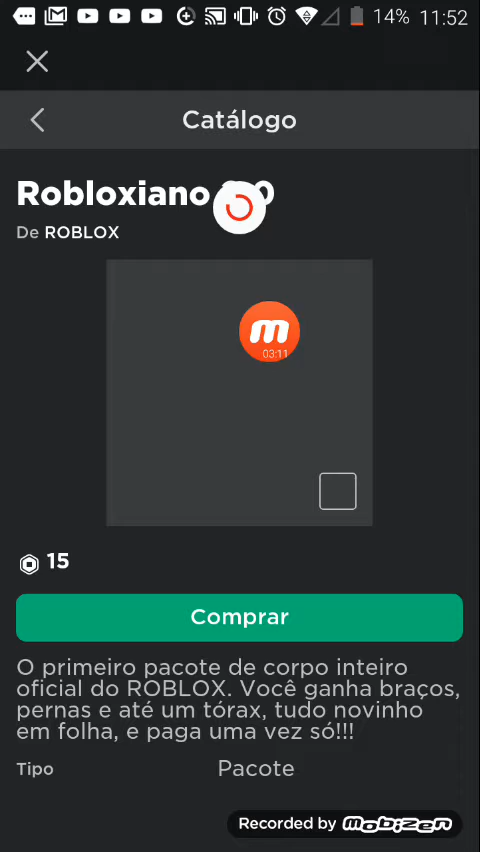 14% 11:52
Catálogo
Robloxiano
De ROBLOX
m
03:11
15
Comprar
O primeiro pacote de corpo inteiro
oficial do ROBLOX. Você ganha braços,
pernas e até um tórax, tudo novinho
em folha, e paga uma vez só!!!
Tipo Pacote
Recorded by mobizen